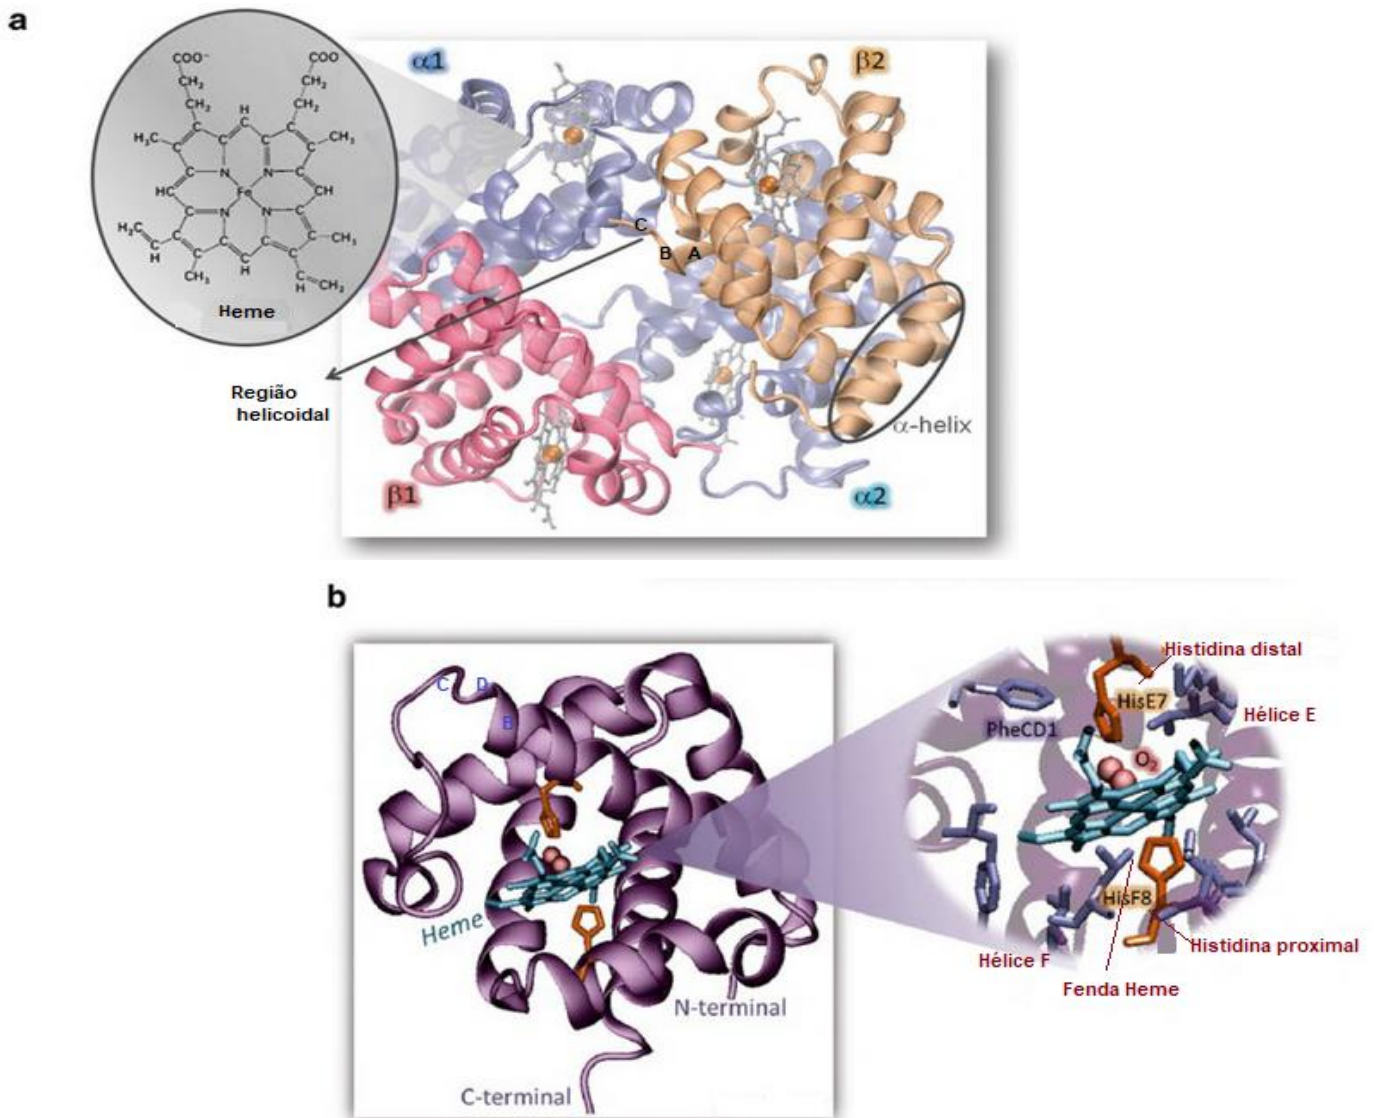 a
α1
β2
COO⁻
COO
CH₂
CH₂
CH₂
CH₂
H
H₃C
C
C
C
C
C
C
C
C
CH₃
N
N
HC
Fe
CH
N
N
H₂C
C
C
C
C
C
C
C
C
CH₃
C
H
CH₃
C
H
C
H
CH₂
Heme
C
B
A
Região
helicoidal
α-helix
β1
α2
b
C
D
B
Heme
N-terminal
C-terminal
Histidina distal
HisE7
Hélice E
PheCD1
O₂
HisF8
Histidina proximal
Hélice F
Fenda Heme